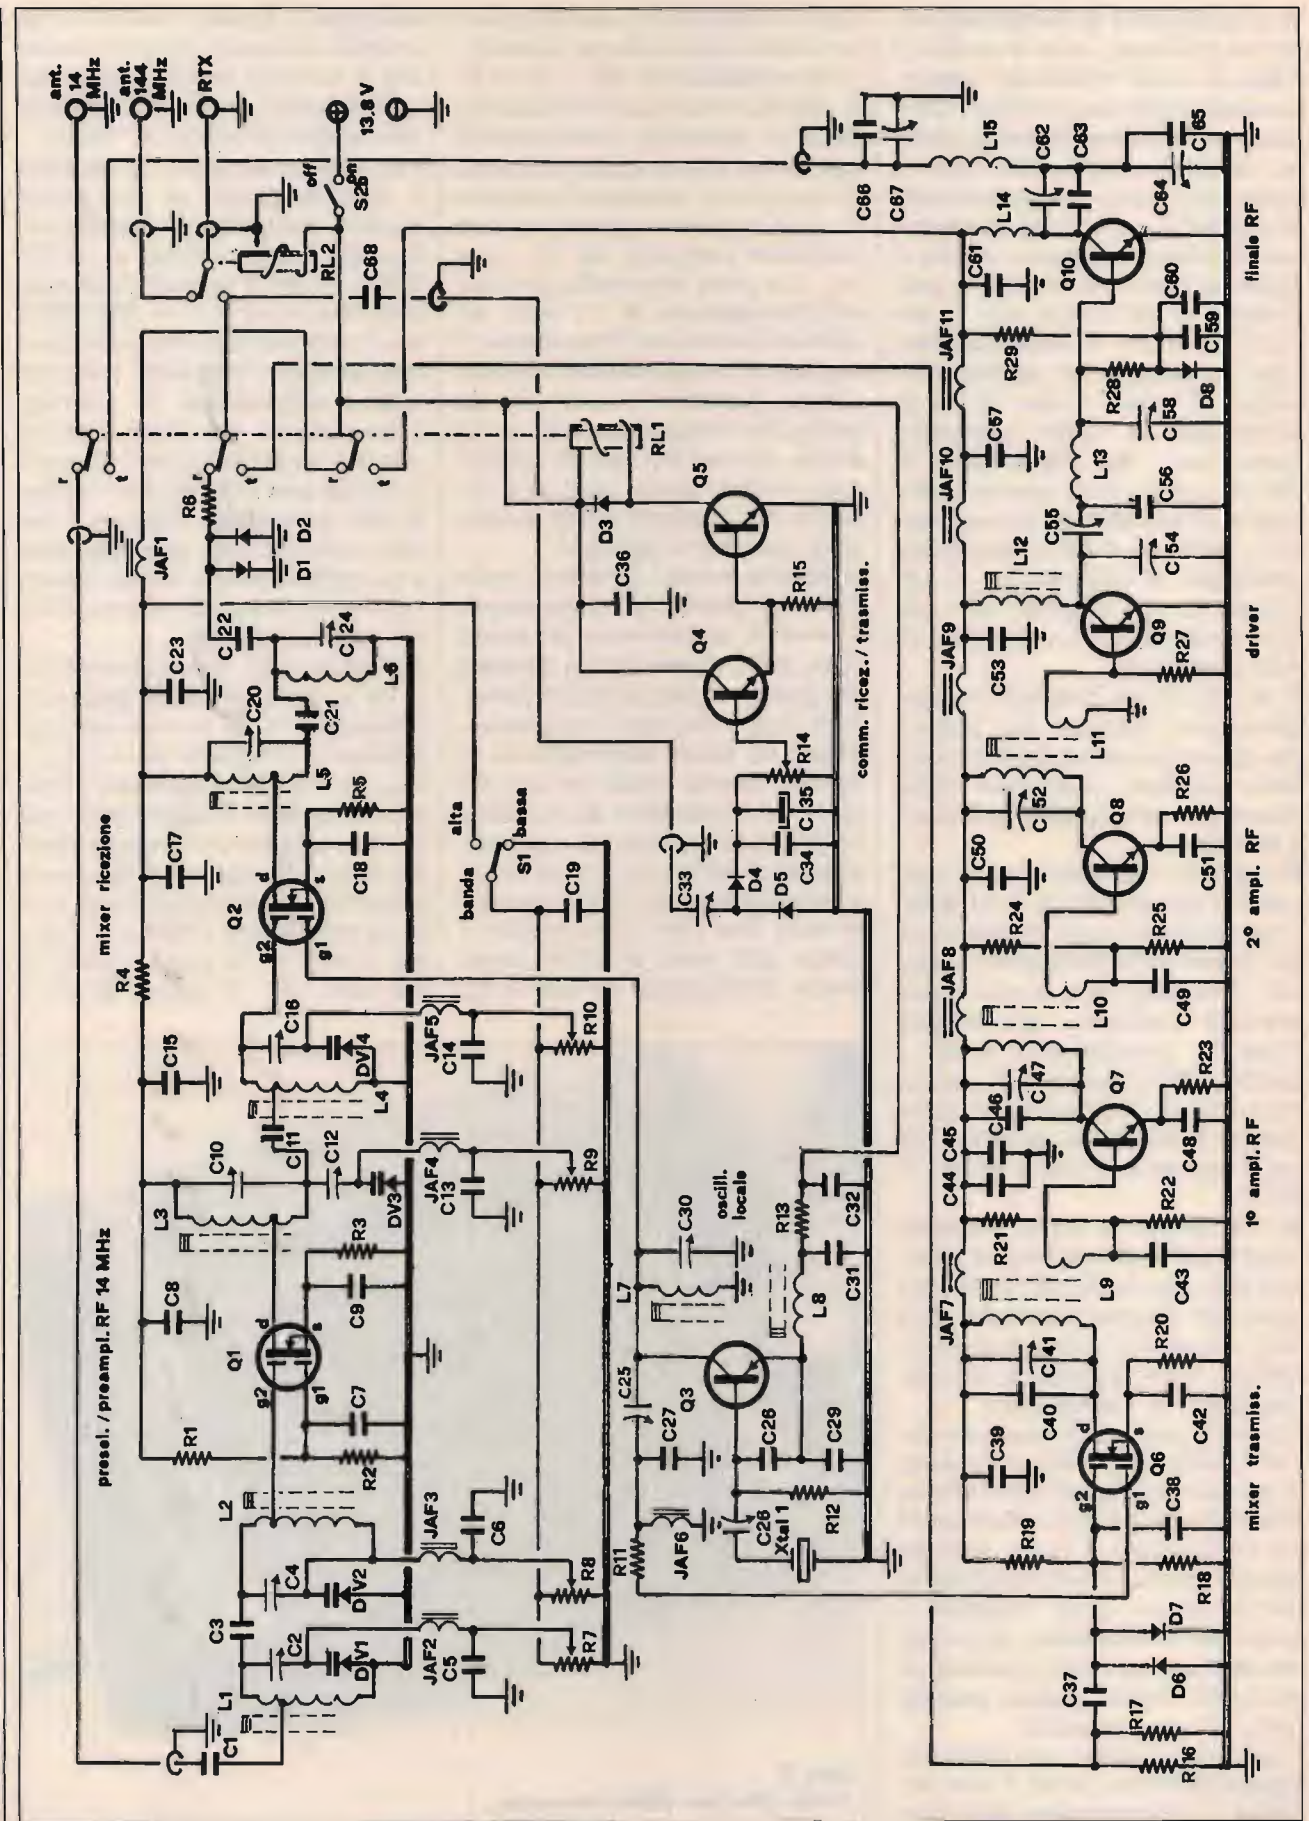 ant.
14
MHz
ant.
144
MHz
RTX
13.8 V
off
on
S2b
RL2
C68
r
t
r
t
r
t
JAF1
R6
D1
D2
C22
C24
L6
C23
C20
C21
L5
R5
C18
C17
mixer ricezione
R4
Q2
g2
g1
d
s
C15
C16
DV4
L4
C11
JAF5
C14
R10
C10
C12
L3
DV3
JAF4
C13
R9
R3
C9
C8
presel. / preampl. RF 14 MHz
Q1
g2
g1
d
s
R1
C7
R2
L2
JAF3
C6
C4
DV2
R8
C3
C2
DV1
JAF2
C5
R7
L1
C1
alta
banda
bassa
S1
C19
RL1
D3
Q5
C36
R15
Q4
R14
C35
C34
C33
D4
D5
comm. ricez./ trasmiss.
C30
oscill.
locale
L7
R13
C32
C31
L8
C25
Q3
C27
C28
C29
R11
JAF6
C26
Xtal 1
R12
C66
C67
L15
C62
C63
C65
C64
L14
C61
Q10
finale RF
JAF11
R29
C60
C59
R28
D8
C57
C58
JAF10
L13
C56
C55
L12
C54
JAF9
C53
Q9
R27
driver
L11
C52
Q8
R26
C50
C51
R24
R25
2° ampl. RF
JAF8
L10
C49
C47
Q7
R23
C46
C45
C44
C48
R21
R22
1° ampl. RF
JAF7
L9
C43
C41
C40
R20
C42
d
s
Q6
g2
g1
C39
C38
R19
R18
mixer trasmiss.
D7
D6
C37
R17
R16